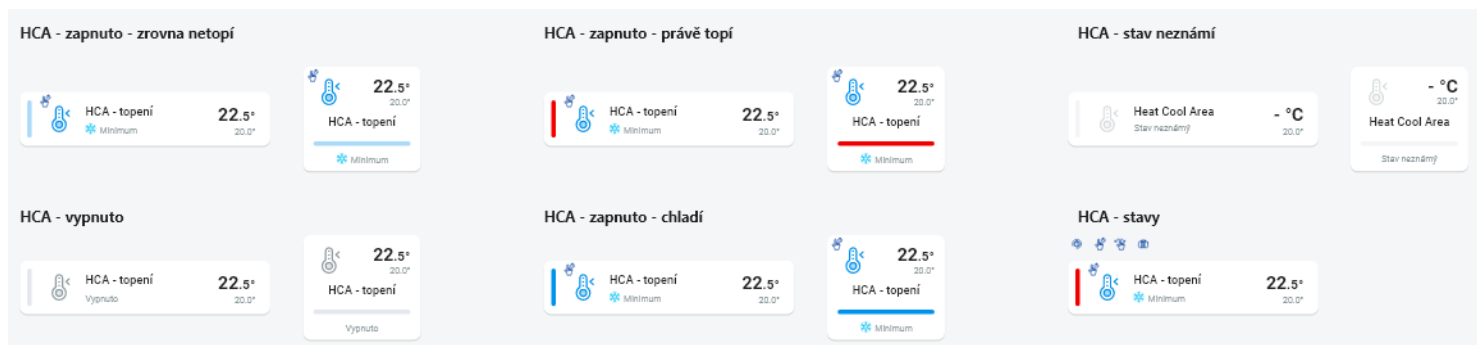 HCA - zapnuto - zrovna netopí
HCA - topení
Minimum
22.5°
20.0°
22.5°
20.0°
HCA - topení
Minimum
HCA - zapnuto - právě topí
HCA - topení
Minimum
22.5°
20.0°
22.5°
20.0°
HCA - topení
Minimum
HCA - stav neznámí
Heat Cool Area
Stav neznámý
- °C
20.0°
- °C
20.0°
Heat Cool Area
Stav neznámý
HCA - vypnuto
HCA - topení
Vypnuto
22.5°
20.0°
22.5°
20.0°
HCA - topení
Vypnuto
HCA - zapnuto - chladí
HCA - topení
Minimum
22.5°
20.0°
22.5°
20.0°
HCA - topení
Minimum
HCA - stavy
HCA - topení
Minimum
22.5°
20.0°